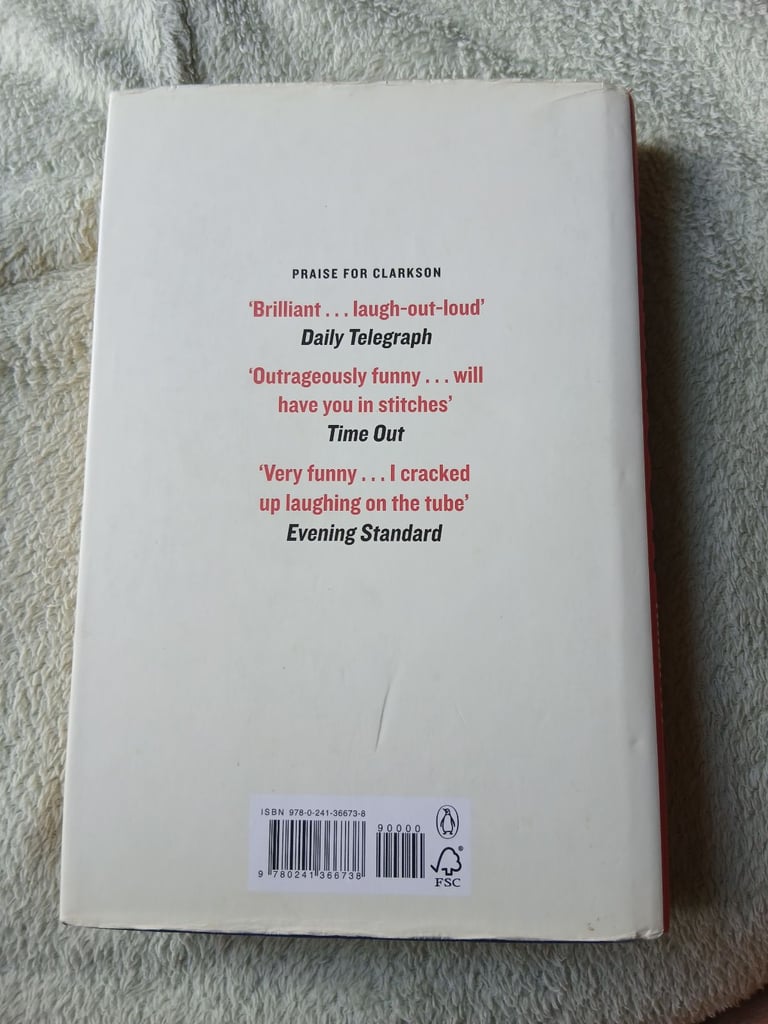 PRAISE FOR CLARKSON
‘Brilliant . . . laugh-out-loud’
Daily Telegraph
‘Outrageously funny . . . will
have you in stitches’
Time Out
‘Very funny . . . I cracked
up laughing on the tube’
Evening Standard
ISBN 978-0-241-36673-8
90000
9 780241 366738
®
FSC